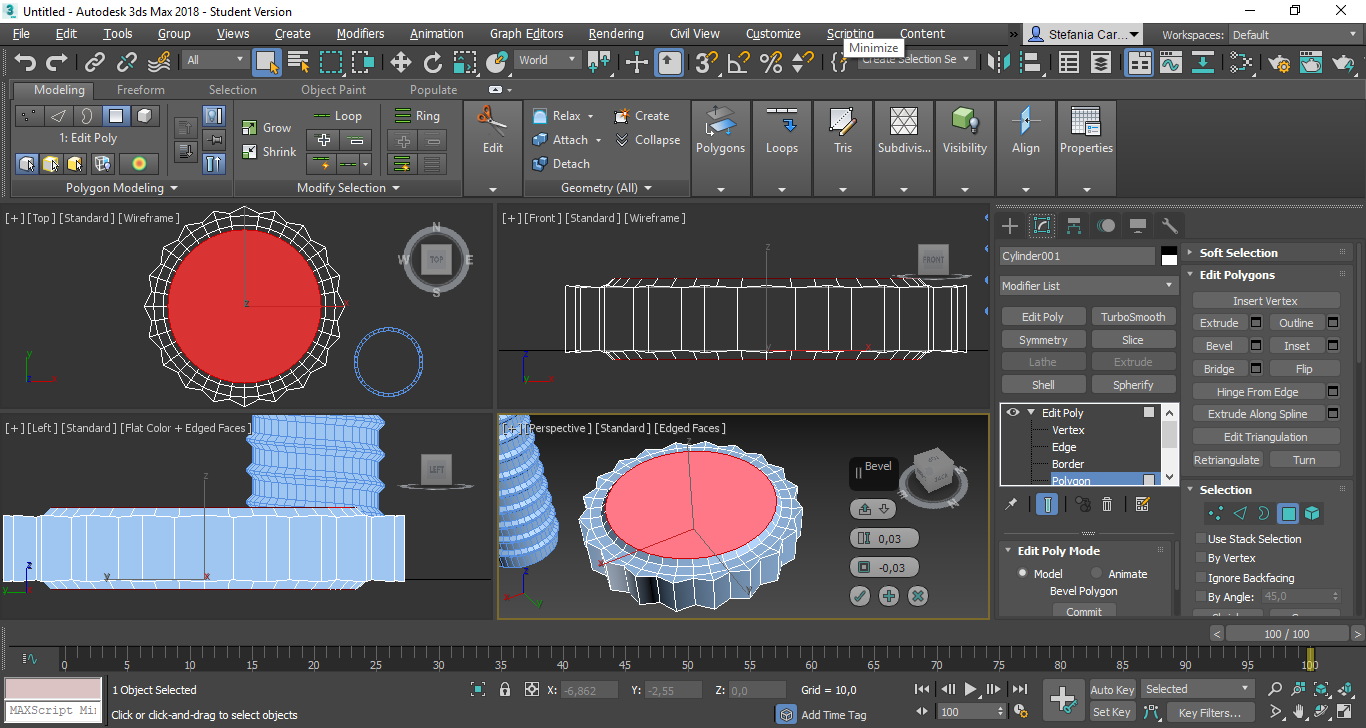 Untitled - Autodesk 3ds Max 2018 - Student Version
File Edit Tools Group Views Create Modifiers Animation Graph Editors Rendering Civil View Customize Scripting Content » Stefania Car... Workspaces: Default
Minimize
All World Create Selection Se
Modeling Freeform Selection Object Paint Populate
1: Edit Poly
Grow
Shrink
Loop
Ring
Edit
Relax
Attach
Detach
Create
Collapse
Polygons Loops Tris Subdivis... Visibility Align Properties
Polygon Modeling Modify Selection Geometry (All)
[+] [Top] [Standard] [Wireframe]
N
W TOP E
S
z
x
y
z x
[+] [Front] [Standard] [Wireframe]
FRONT
z
y x
z
y x
[+] [Left] [Standard] [Flat Color + Edged Faces]
LEFT
z
y x
z
y
[+] [Perspective] [Standard] [Edged Faces]
z
x
y
z
x y
Bevel
0,03
-0,03
Cylinder001
Modifier List
Edit Poly TurboSmooth
Symmetry Slice
Lathe Extrude
Shell Spherify
Edit Poly
Vertex
Edge
Border
Polygon
Edit Poly Mode
Model Animate
Bevel Polygon
Commit
Soft Selection
Edit Polygons
Insert Vertex
Extrude Outline
Bevel Inset
Bridge Flip
Hinge From Edge
Extrude Along Spline
Edit Triangulation
Retriangulate Turn
Selection
Use Stack Selection
By Vertex
Ignore Backfacing
By Angle: 45,0
< 100 / 100 >
0 5 10 15 20 25 30 35 40 45 50 55 60 65 70 75 80 85 90 95 100
1 Object Selected
X: -6,862 Y: -2,55 Z: 0,0 Grid = 10,0
Auto Key Selected
MAXScript Mi
Click or click-and-drag to select objects
Add Time Tag
100
Set Key Key Filters...